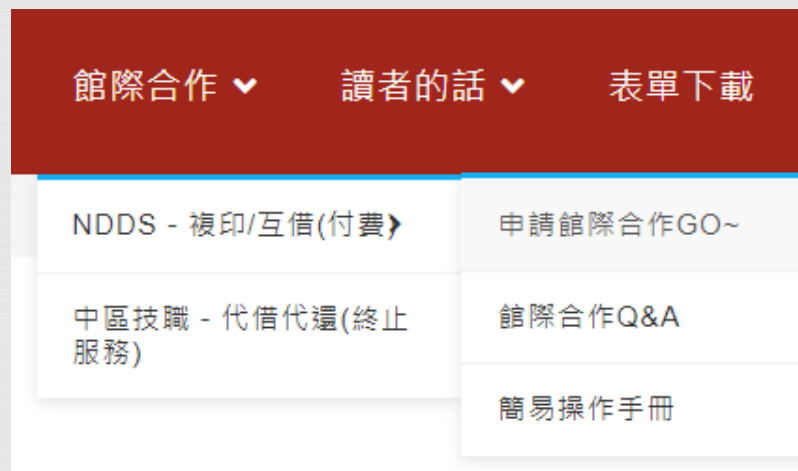 館際合作 讀者的話 表單下載
NDDS - 複印/互借(付費)
中區技職 - 代借代還(終止
服務)
申請館際合作GO~
館際合作Q&A
簡易操作手冊